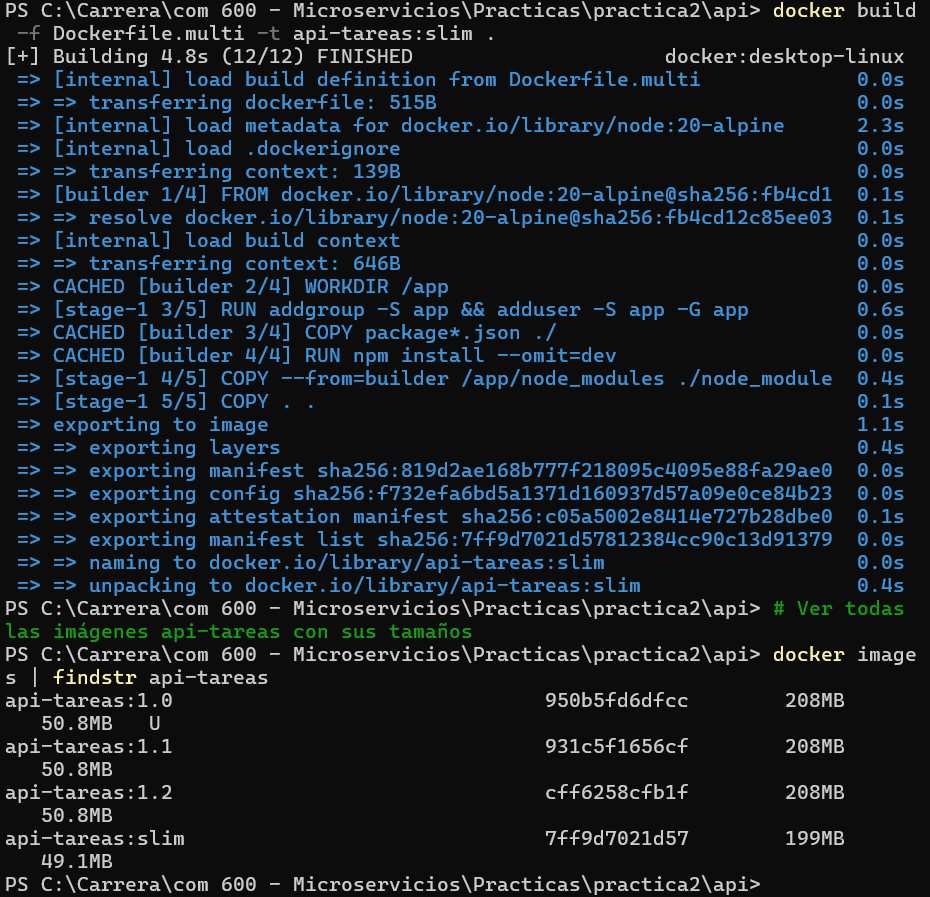 PS C:\Carrera\com 600 - Microservicios\Practicas\practica2\api> docker build
 -f Dockerfile.multi -t api-tareas:slim .
[+] Building 4.8s (12/12) FINISHED                     docker:desktop-linux
 => [internal] load build definition from Dockerfile.multi             0.0s
 => => transferring dockerfile: 515B                                   0.0s
 => [internal] load metadata for docker.io/library/node:20-alpine      2.3s
 => [internal] load .dockerignore                                      0.0s
 => => transferring context: 139B                                      0.0s
 => [builder 1/4] FROM docker.io/library/node:20-alpine@sha256:fb4cd1  0.1s
 => => resolve docker.io/library/node:20-alpine@sha256:fb4cd12c85ee03  0.1s
 => [internal] load build context                                      0.0s
 => => transferring context: 646B                                      0.0s
 => CACHED [builder 2/4] WORKDIR /app                                  0.0s
 => [stage-1 3/5] RUN addgroup -S app && adduser -S app -G app         0.6s
 => CACHED [builder 3/4] COPY package*.json ./                         0.0s
 => CACHED [builder 4/4] RUN npm install --omit=dev                    0.0s
 => [stage-1 4/5] COPY --from=builder /app/node_modules ./node_module  0.4s
 => [stage-1 5/5] COPY . .                                             0.1s
 => exporting to image                                                 1.1s
 => => exporting layers                                                0.4s
 => => exporting manifest sha256:819d2ae168b777f218095c4095e88fa29ae0  0.0s
 => => exporting config sha256:f732efa6bd5a1371d160937d57a09e0ce84b23  0.0s
 => => exporting attestation manifest sha256:c05a5002e8414e727b28dbe0  0.1s
 => => exporting manifest list sha256:7ff9d7021d57812384cc90c13d91379  0.0s
 => => naming to docker.io/library/api-tareas:slim                     0.0s
 => => unpacking to docker.io/library/api-tareas:slim                  0.4s
PS C:\Carrera\com 600 - Microservicios\Practicas\practica2\api> # Ver todas
las imágenes api-tareas con sus tamaños
PS C:\Carrera\com 600 - Microservicios\Practicas\practica2\api> docker image
s | findstr api-tareas
api-tareas:1.0                               950b5fd6dfcc        208MB
   50.8MB   U
api-tareas:1.1                               931c5f1656cf        208MB
   50.8MB
api-tareas:1.2                               cff6258cfb1f        208MB
   50.8MB
api-tareas:slim                              7ff9d7021d57        199MB
   49.1MB
PS C:\Carrera\com 600 - Microservicios\Practicas\practica2\api>